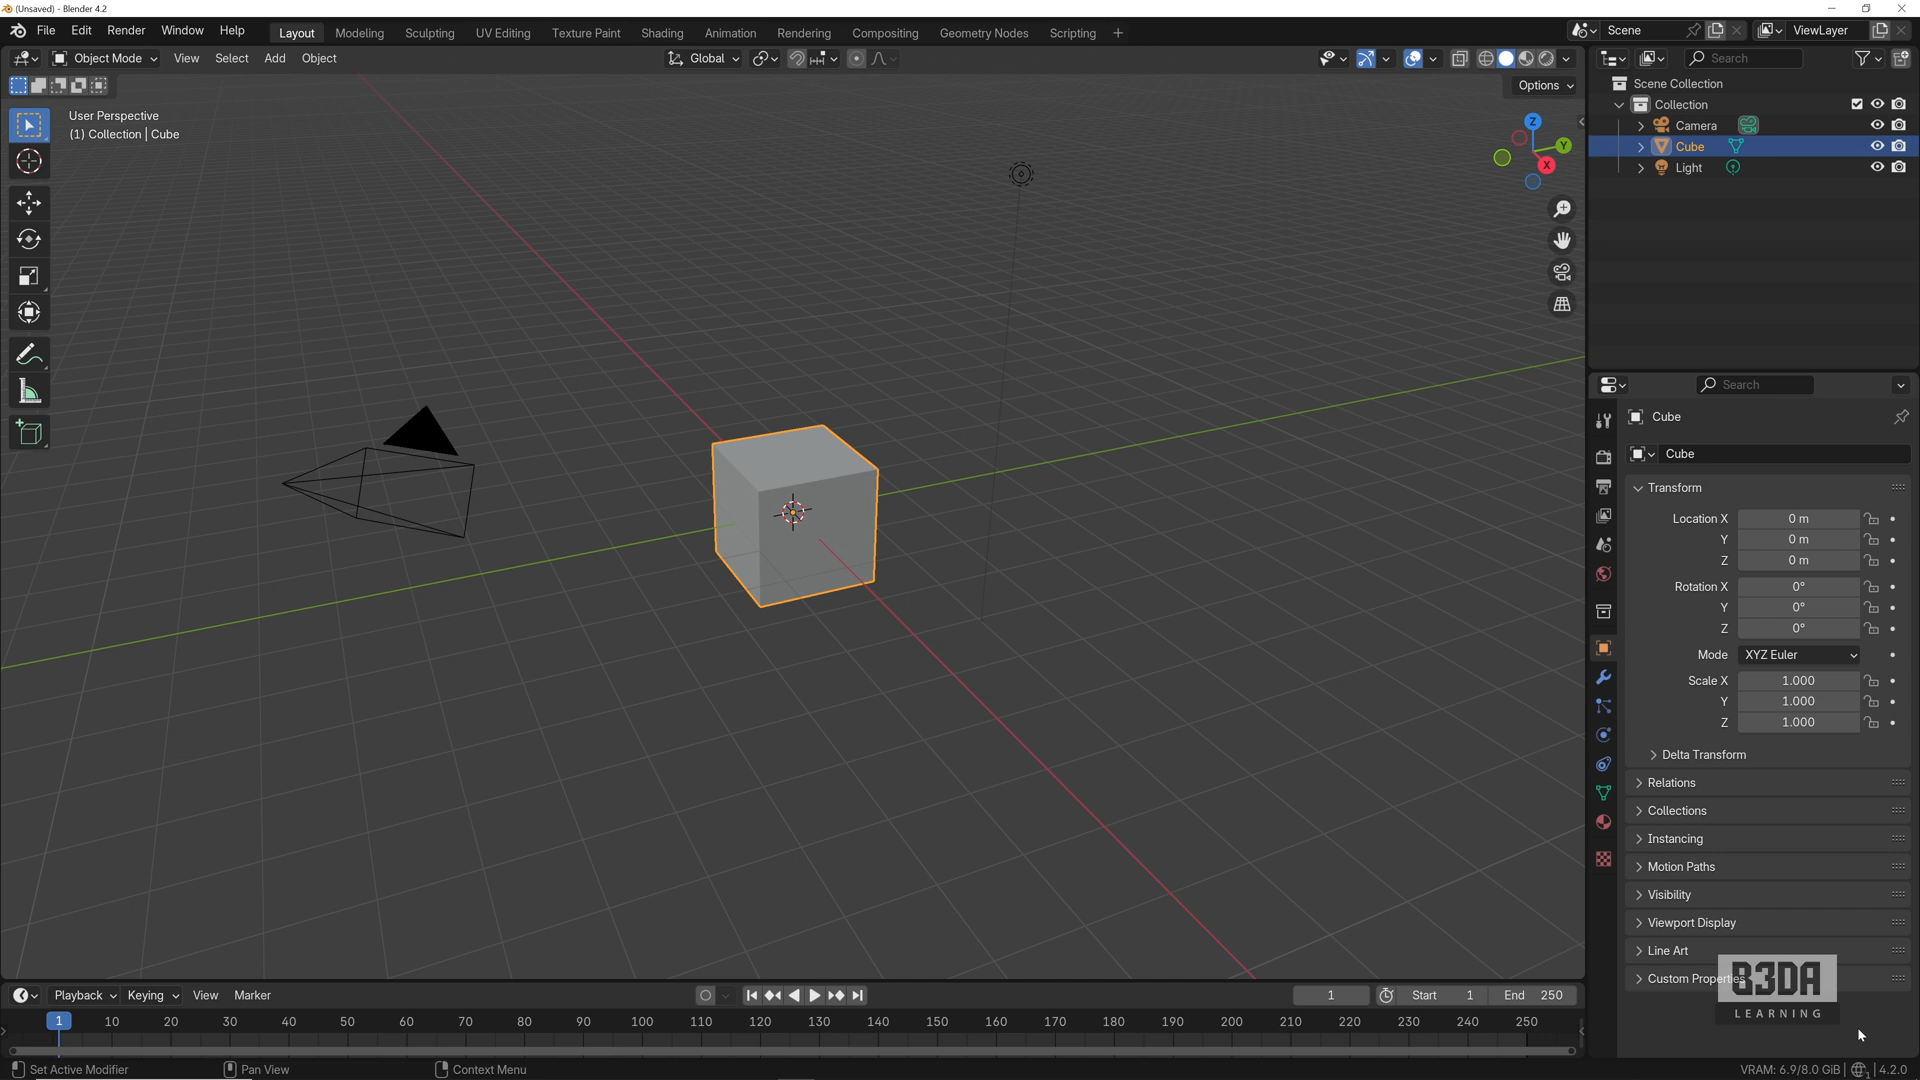 (Unsaved) - Blender 4.2
File Edit Render Window Help
Layout Modeling Sculpting UV Editing Texture Paint Shading Animation Rendering Compositing Geometry Nodes Scripting +
Scene
ViewLayer
Object Mode View Select Add Object
Global
Search
Options
User Perspective
(1) Collection | Cube
Z
Y
X
Scene Collection
Collection
Camera
Cube
Light
Search
Cube
Cube
Transform
Location X 0 m
Y 0 m
Z 0 m
Rotation X 0°
Y 0°
Z 0°
Mode XYZ Euler
Scale X 1.000
Y 1.000
Z 1.000
Delta Transform
Relations
Collections
Instancing
Motion Paths
Visibility
Viewport Display
Line Art
Custom Properties
B3DA
LEARNING
Playback Keying View Marker
1 Start 1 End 250
1 10 20 30 40 50 60 70 80 90 100 110 120 130 140 150 160 170 180 190 200 210 220 230 240 250
Set Active Modifier Pan View Context Menu
VRAM: 6.9/8.0 GiB | 1 | 4.2.0